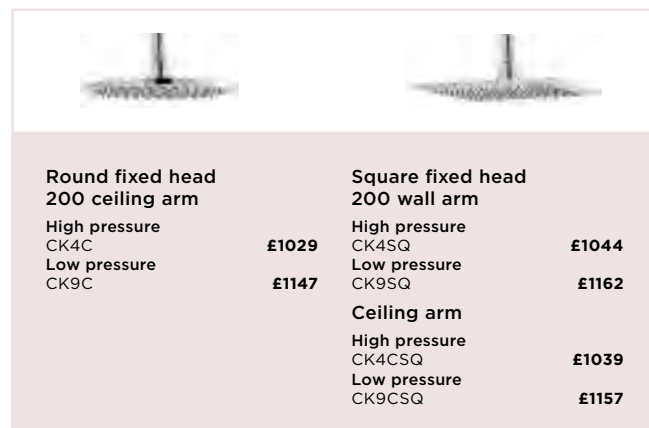 Round fixed head
200 ceiling arm
High pressure
CK4C £1029
Low pressure
CK9C £1147
Square fixed head
200 wall arm
High pressure
CK4SQ £1044
Low pressure
CK9SQ £1162
Ceiling arm
High pressure
CK4CSQ £1039
Low pressure
CK9CSQ £1157